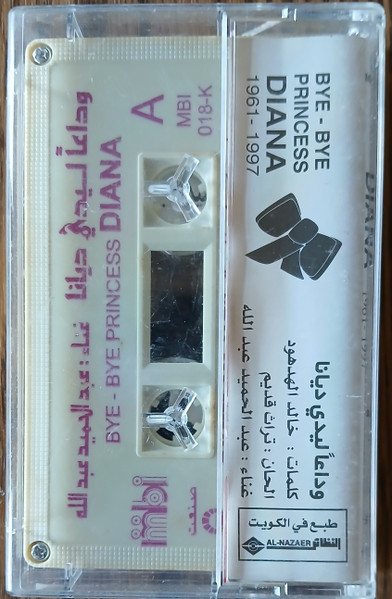 وداعاً ليدي ديانا
غناء : عبد الحميد عبد الله
BYE - BYE PRINCESS DIANA
A
MBI
018-K
mbi
BYE - BYE
PRINCESS
DIANA
1961 - 1997
وداعاً ليدي ديانا
كلمات : خالد الهدهود
الحان : تراث قديم
غناء : عبد الحميد عبد الله
طبع في الكويت
AL-NAZAER
النظائر
DIANA